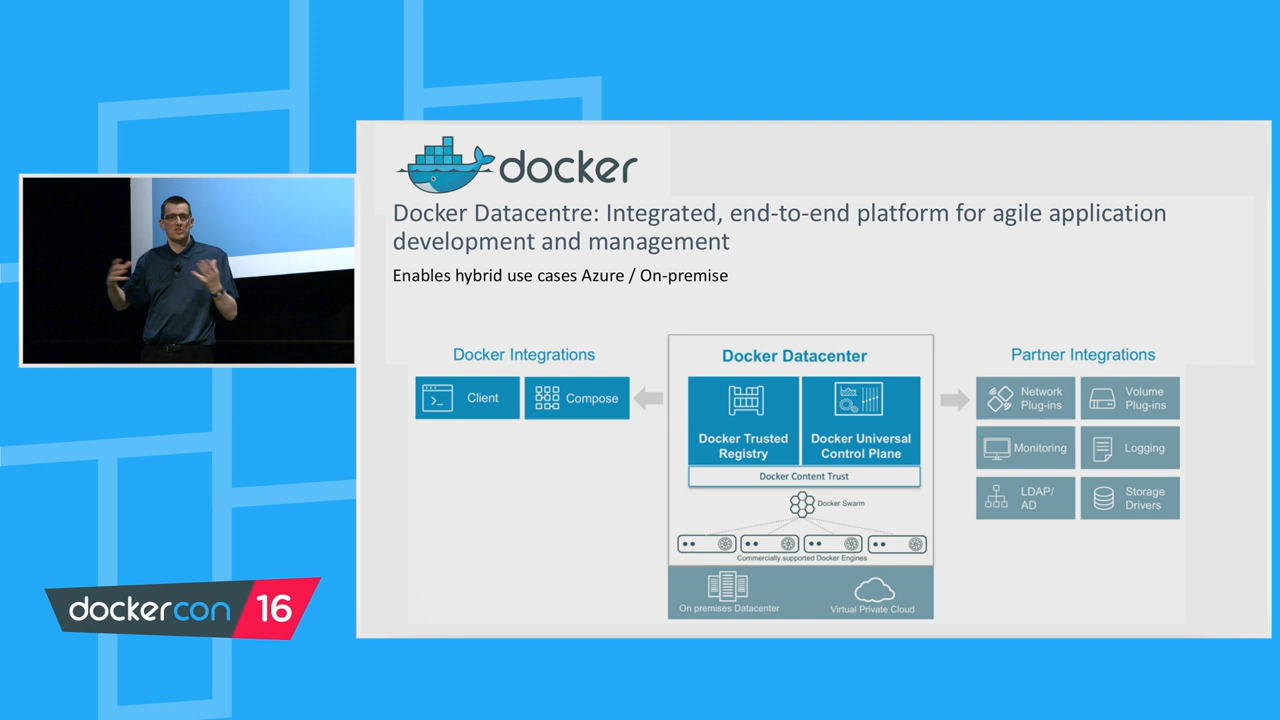 docker
Docker Datacentre: Integrated, end-to-end platform for agile application
development and management
Enables hybrid use cases Azure / On-premise
Docker Integrations
Client
Compose
Docker Datacenter
Docker Trusted
Registry
Docker Universal
Control Plane
Docker Content Trust
Docker Swarm
Commercially supported Docker Engines
On premises Datacenter
Virtual Private Cloud
Partner Integrations
Network
Plug-ins
Volume
Plug-ins
Monitoring
Logging
LDAP/
AD
Storage
Drivers
dockercon 16